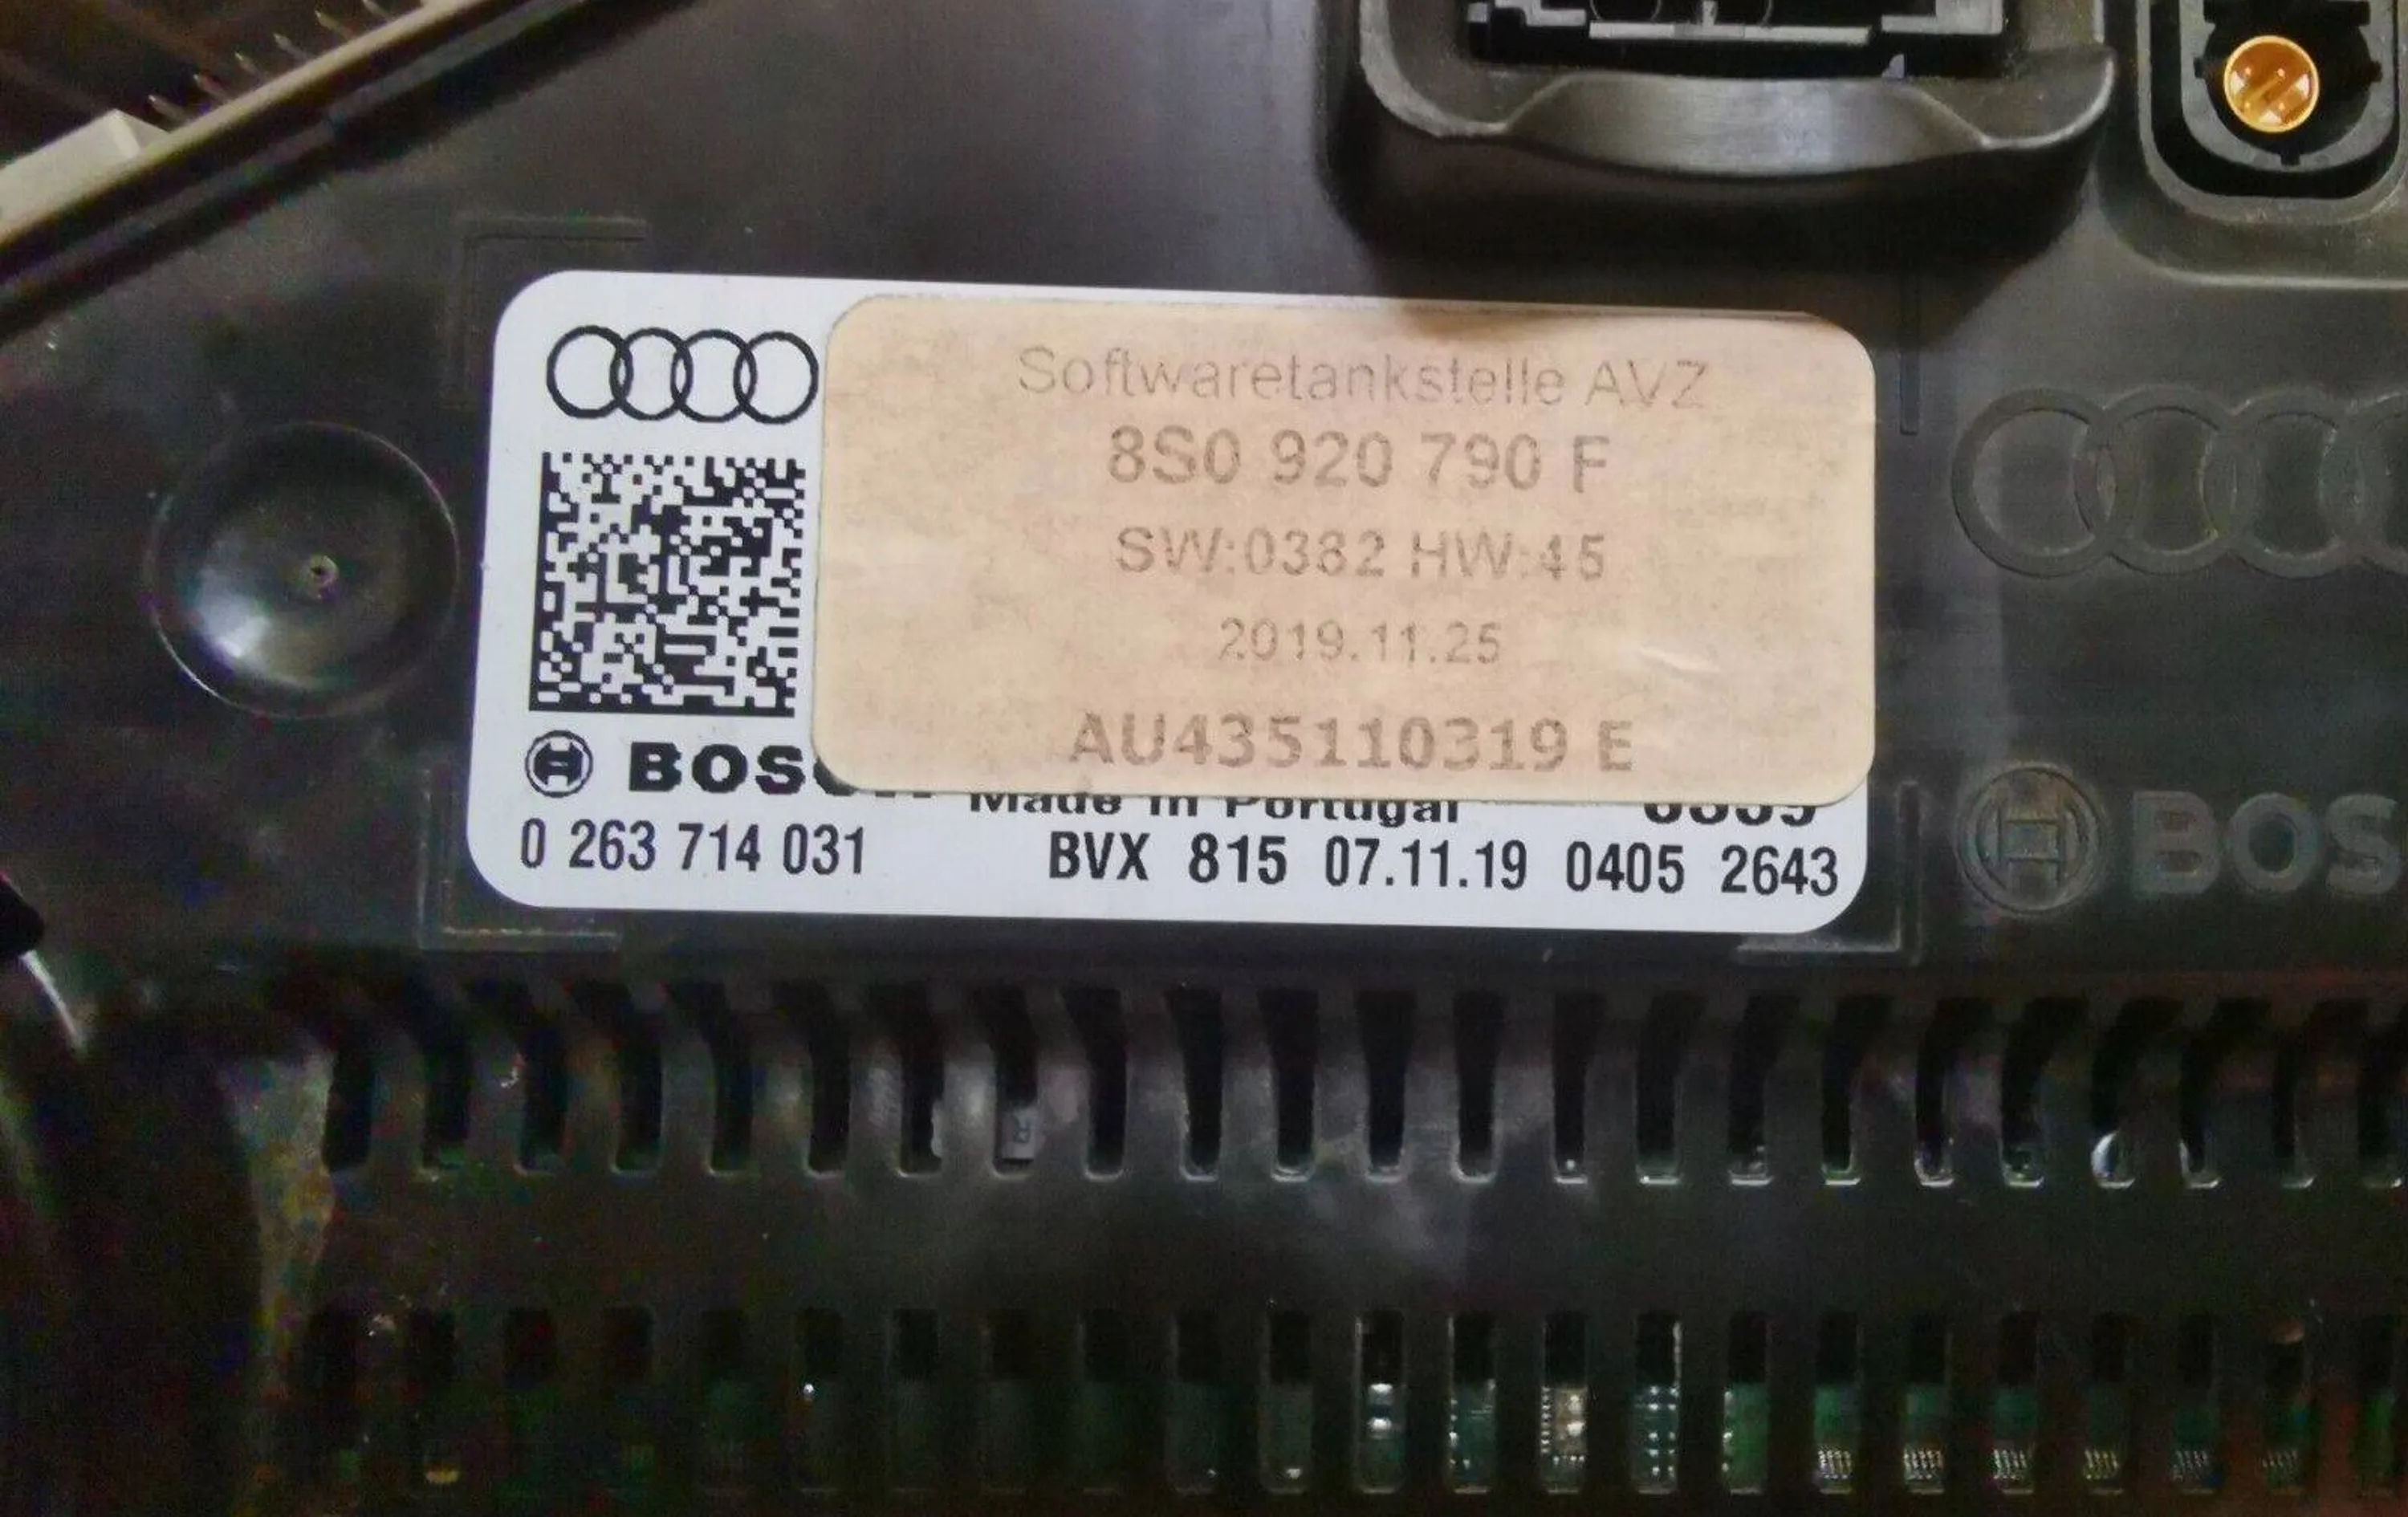 Softwaretankstelle AVZ
8S0 920 790 F
SW:0382 HW:45
2019.11.25
AU435110319 E
BOSCH
Made in Portugal
0 263 714 031 BVX 815 07.11.19 0405 2643
BOS